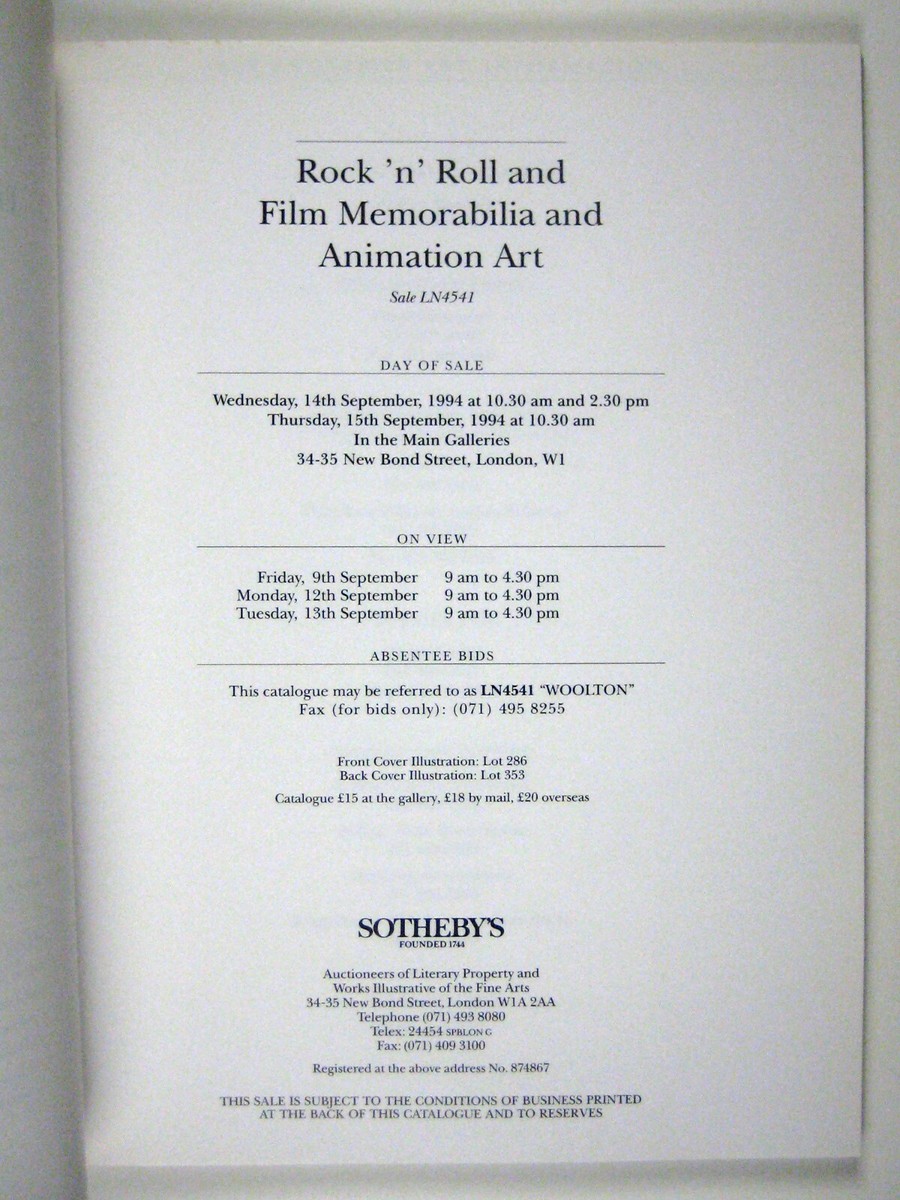 Rock 'n' Roll and
Film Memorabilia and
Animation Art
Sale LN4541
DAY OF SALE
Wednesday, 14th September, 1994 at 10.30 am and 2.30 pm
Thursday, 15th September, 1994 at 10.30 am
In the Main Galleries
34-35 New Bond Street, London, W1
ON VIEW
Friday, 9th September 9 am to 4.30 pm
Monday, 12th September 9 am to 4.30 pm
Tuesday, 13th September 9 am to 4.30 pm
ABSENTEE BIDS
This catalogue may be referred to as LN4541 “WOOLTON”
Fax (for bids only): (071) 495 8255
Front Cover Illustration: Lot 286
Back Cover Illustration: Lot 353
Catalogue £15 at the gallery, £18 by mail, £20 overseas
SOTHEBY'S
FOUNDED 1744
Auctioneers of Literary Property and
Works Illustrative of the Fine Arts
34-35 New Bond Street, London W1A 2AA
Telephone (071) 493 8080
Telex: 24454 SPBLON G
Fax: (071) 409 3100
Registered at the above address No. 874867
THIS SALE IS SUBJECT TO THE CONDITIONS OF BUSINESS PRINTED
AT THE BACK OF THIS CATALOGUE AND TO RESERVES